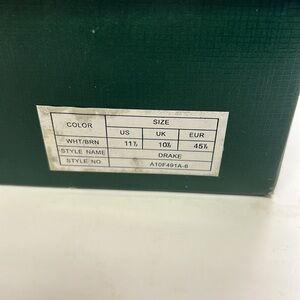 COLOR SIZE
US UK EUR
WHT/BRN 11½ 10½ 45½
STYLE NAME DRAKE
STYLE NO. A10F491A-6